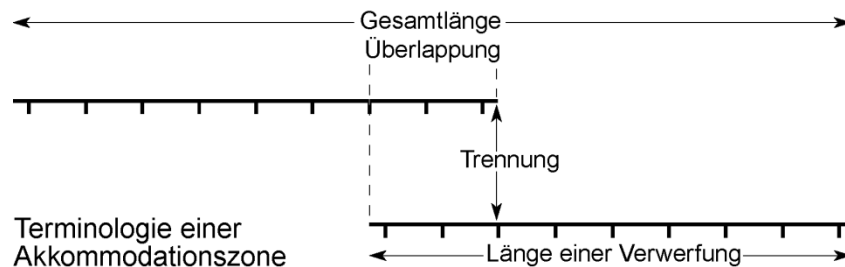 Gesamtlänge
Überlappung
Trennung
Terminologie einer
Akkommodationszone
Länge einer Verwerfung